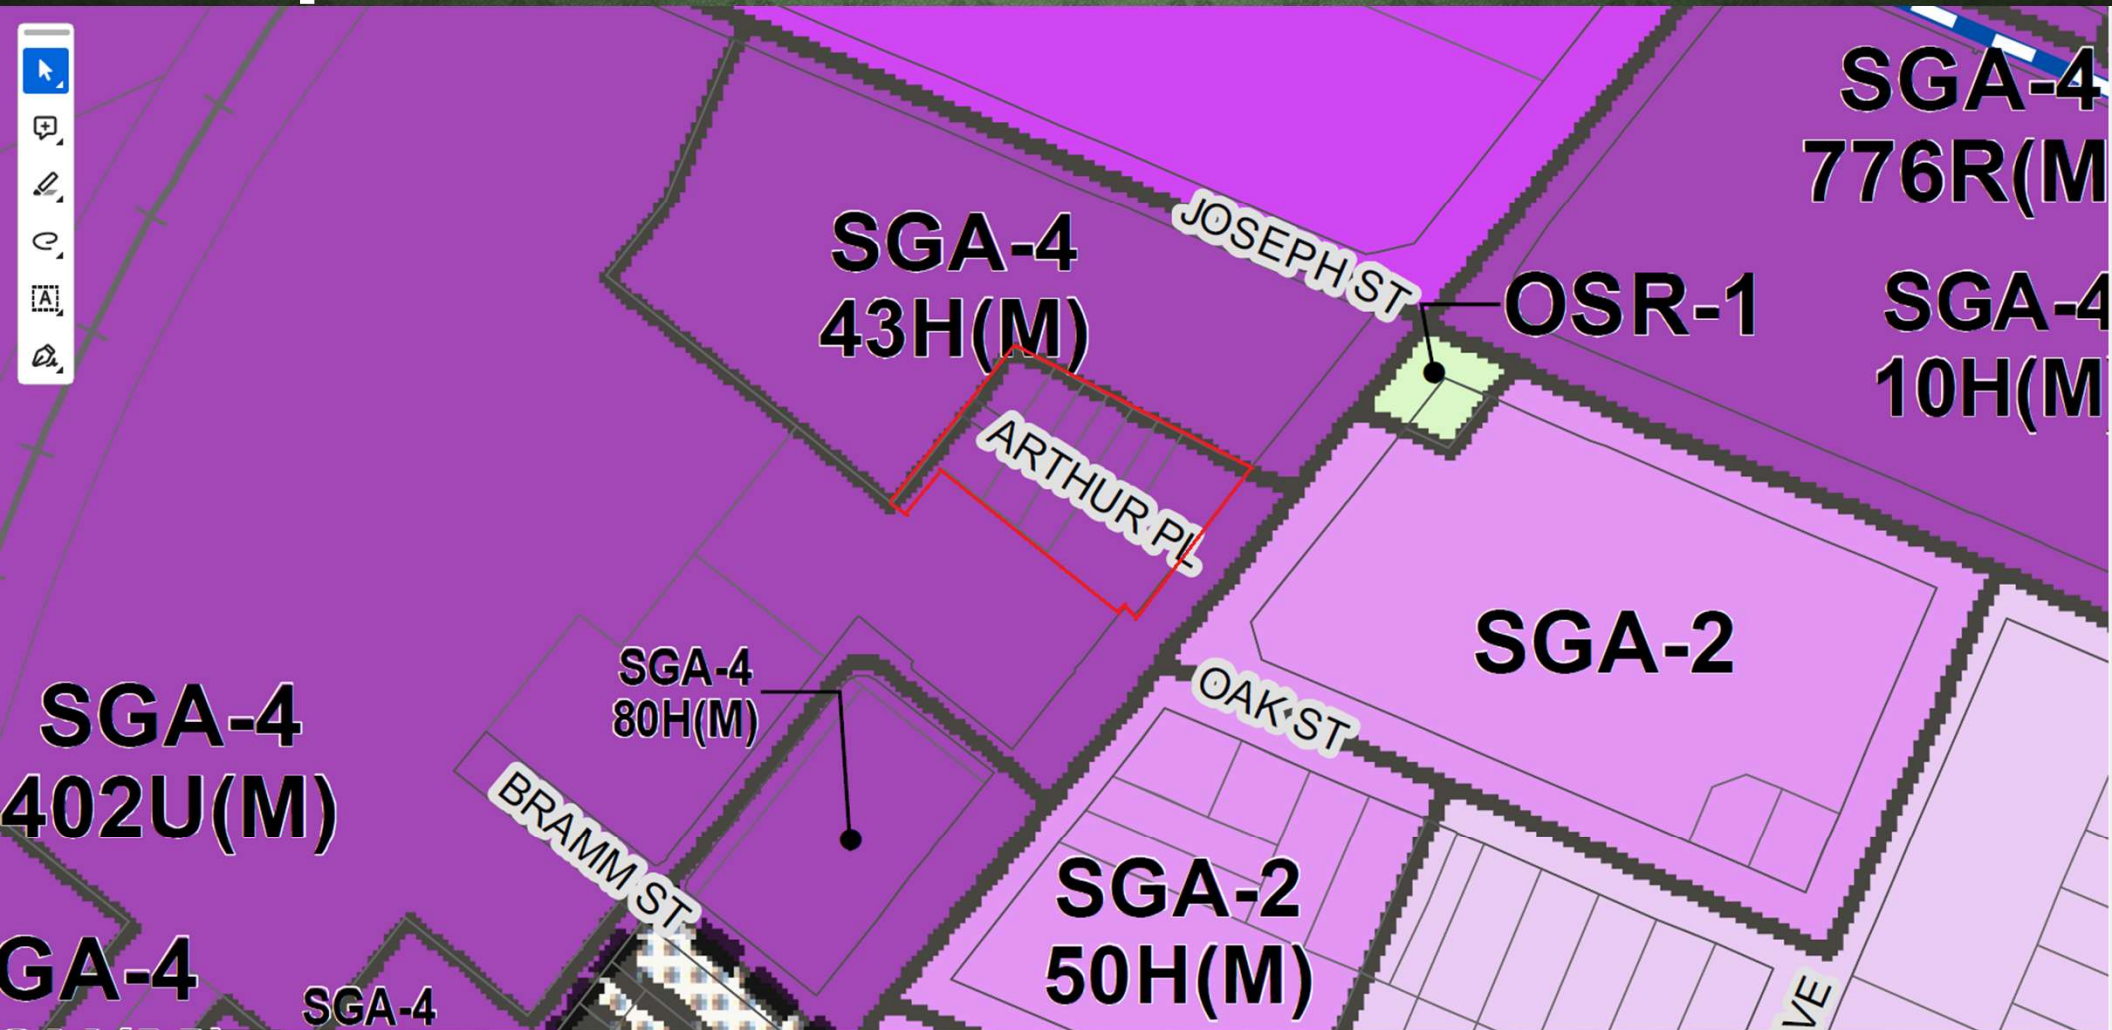 SGA-4
776R(M
JOSEPH ST
SGA-4
43H(M)
OSR-1
SGA-4
10H(M
ARTHUR PL
SGA-2
SGA-4
80H(M)
OAK ST
SGA-4
402U(M)
BRAMM ST
SGA-2
50H(M)
GA-4
SGA-4
VE
A